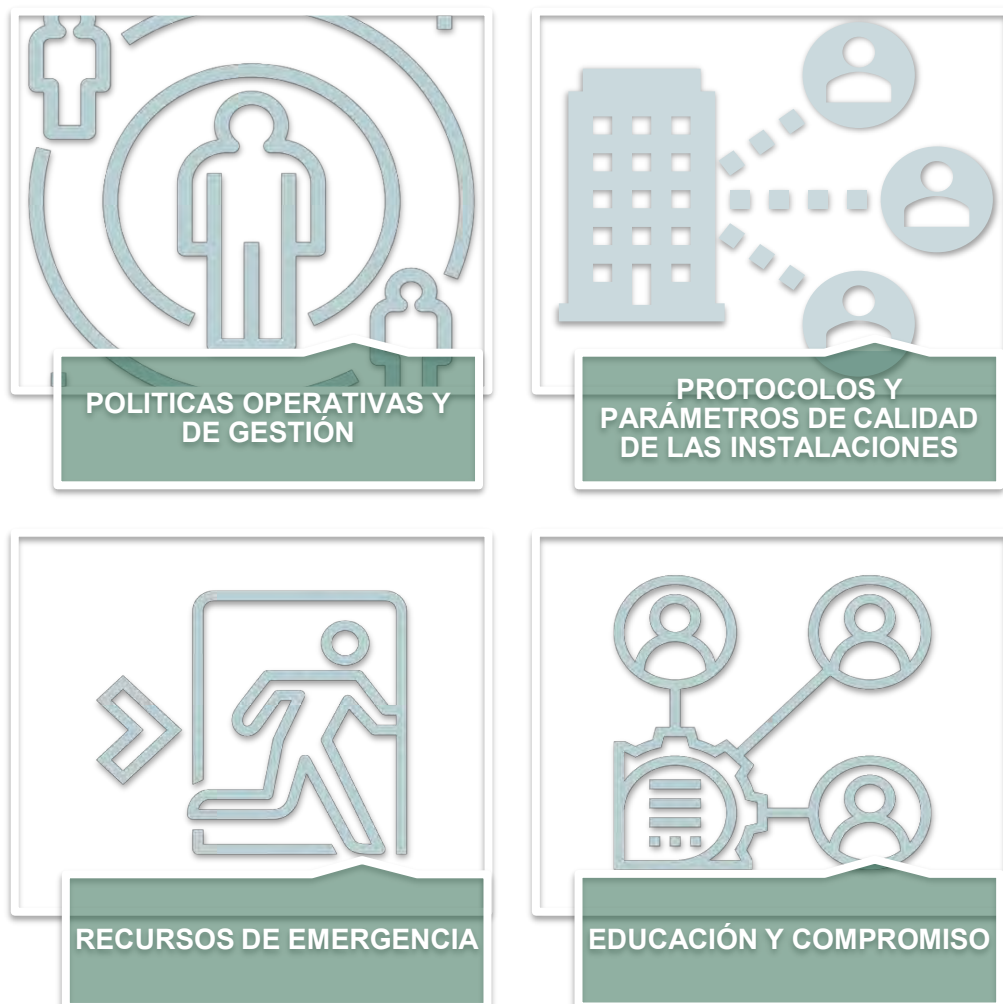 POLITICAS OPERATIVAS Y
DE GESTIÓN
PROTOCOLOS Y
PARÁMETROS DE CALIDAD
DE LAS INSTALACIONES
RECURSOS DE EMERGENCIA
EDUCACIÓN Y COMPROMISO